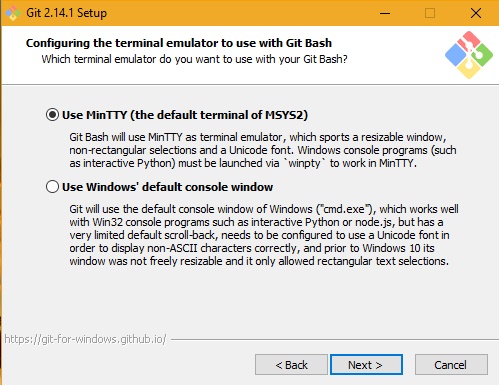 Git 2.14.1 Setup
Configuring the terminal emulator to use with Git Bash
Which terminal emulator do you want to use with your Git Bash?
Use MinTTY (the default terminal of MSYS2)
Git Bash will use MinTTY as terminal emulator, which sports a resizable window,
non-rectangular selections and a Unicode font. Windows console programs (such
as interactive Python) must be launched via `winpty` to work in MinTTY.
Use Windows' default console window
Git will use the default console window of Windows ("cmd.exe"), which works well
with Win32 console programs such as interactive Python or node.js, but has a
very limited default scroll-back, needs to be configured to use a Unicode font in
order to display non-ASCII characters correctly, and prior to Windows 10 its
window was not freely resizable and it only allowed rectangular text selections.
https://git-for-windows.github.io/
< Back
Next >
Cancel